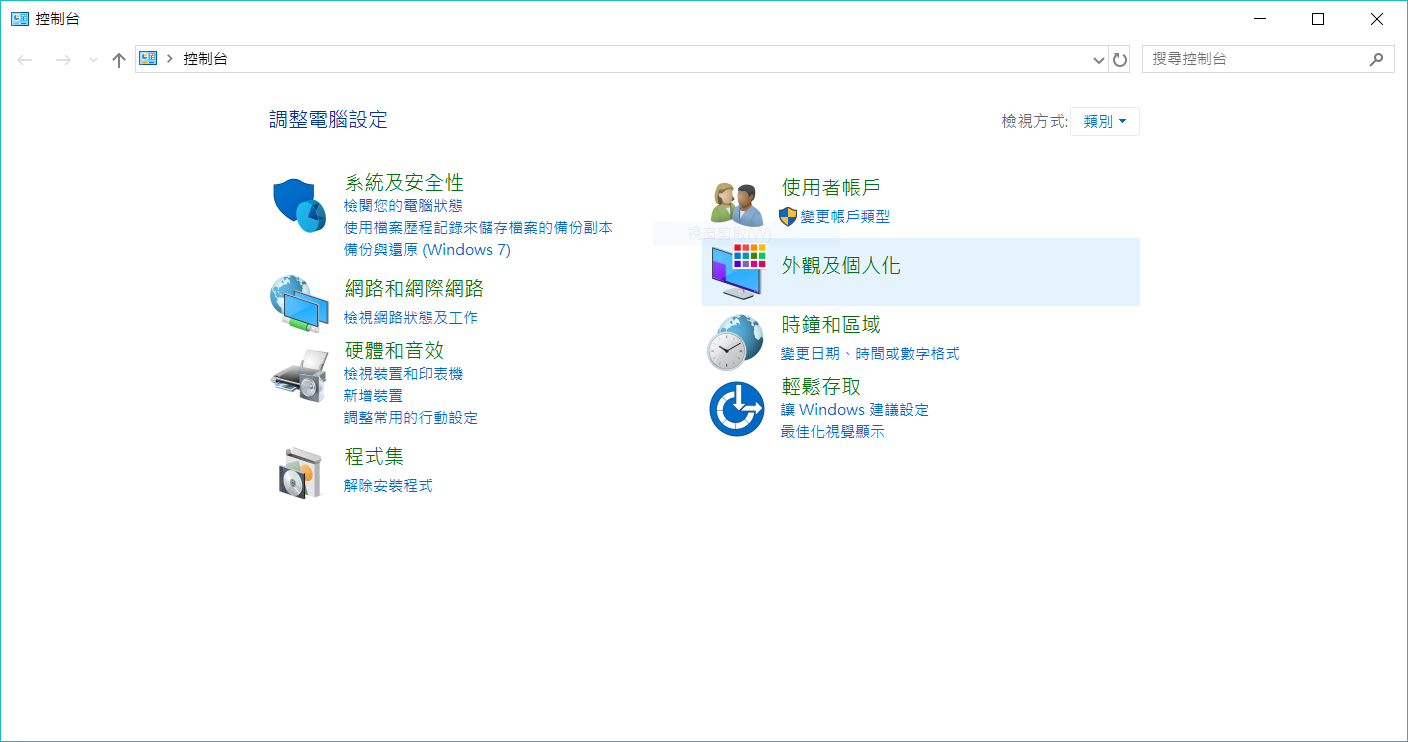 控制台
控制台
搜尋控制台
調整電腦設定
檢視方式: 類別
系統及安全性
檢閱您的電腦狀態
使用檔案歷程記錄來儲存檔案的備份副本
備份與還原 (Windows 7)
網路和網際網路
檢視網路狀態及工作
硬體和音效
檢視裝置和印表機
新增裝置
調整常用的行動設定
程式集
解除安裝程式
使用者帳戶
變更帳戶類型
外觀及個人化
時鐘和區域
變更日期、時間或數字格式
輕鬆存取
讓 Windows 建議設定
最佳化視覺顯示